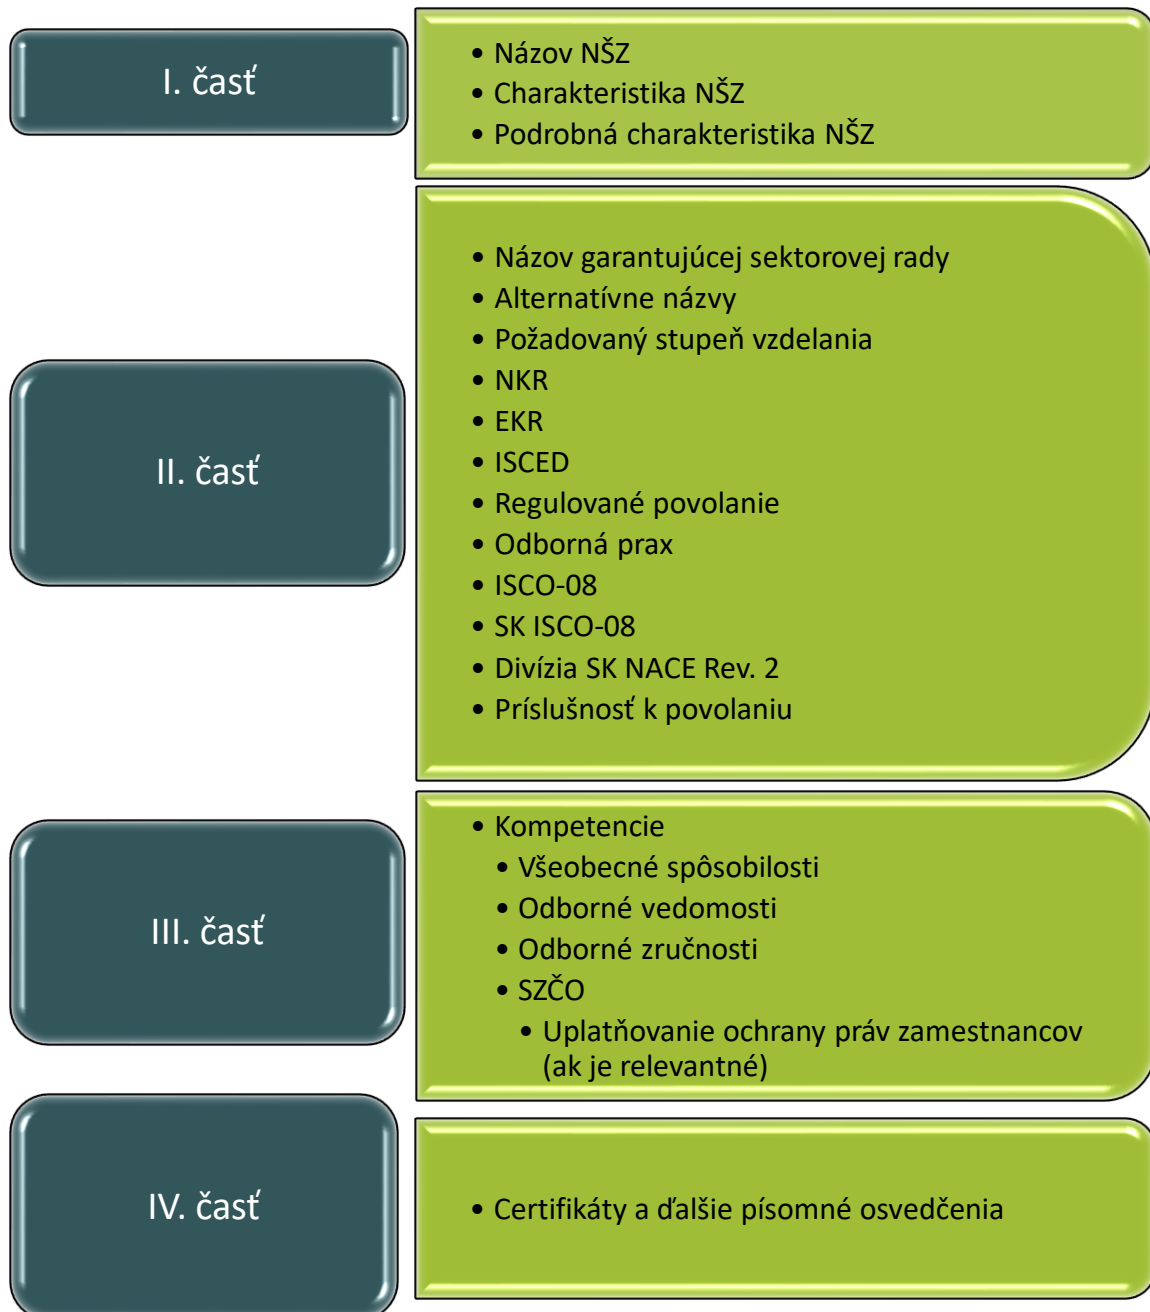 I. časť
• Názov NŠZ
• Charakteristika NŠZ
• Podrobná charakteristika NŠZ
II. časť
• Názov garantujúcej sektorovej rady
• Alternatívne názvy
• Požadovaný stupeň vzdelania
• NKR
• EKR
• ISCED
• Regulované povolanie
• Odborná prax
• ISCO-08
• SK ISCO-08
• Divízia SK NACE Rev. 2
• Príslušnosť k povolaniu
III. časť
• Kompetencie
• Všeobecné spôsobilosti
• Odborné vedomosti
• Odborné zručnosti
• SZČO
• Uplatňovanie ochrany práv zamestnancov
(ak je relevantné)
IV. časť
• Certifikáty a ďalšie písomné osvedčenia